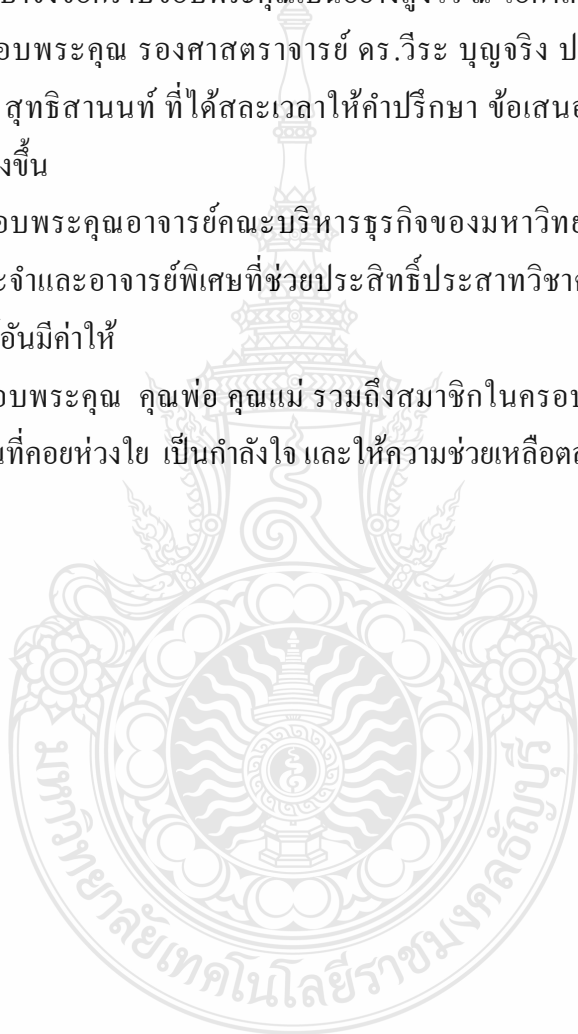 อบพระคุณ รองศาสตราจารย์ ดร.วีระ บุญจริง ป
สุทธิสานนท์ ที่ได้สละเวลาให้คำปรึกษา ข้อเสนอ
งขึ้น
อบพระคุณอาจารย์คณะบริหารธุรกิจของมหาวิทย
ะจำและอาจารย์พิเศษที่ช่วยประสิทธิ์ประสาทวิชาค
อันมีค่าให้
อบพระคุณ คุณพ่อ คุณแม่ รวมถึงสมาชิกในครอบ
นที่คอยห่วงใย เป็นกำลังใจ และให้ความช่วยเหลือตล
มหาวิทยาลัยเทคโนโลยีราชมงคลธัญบุรี